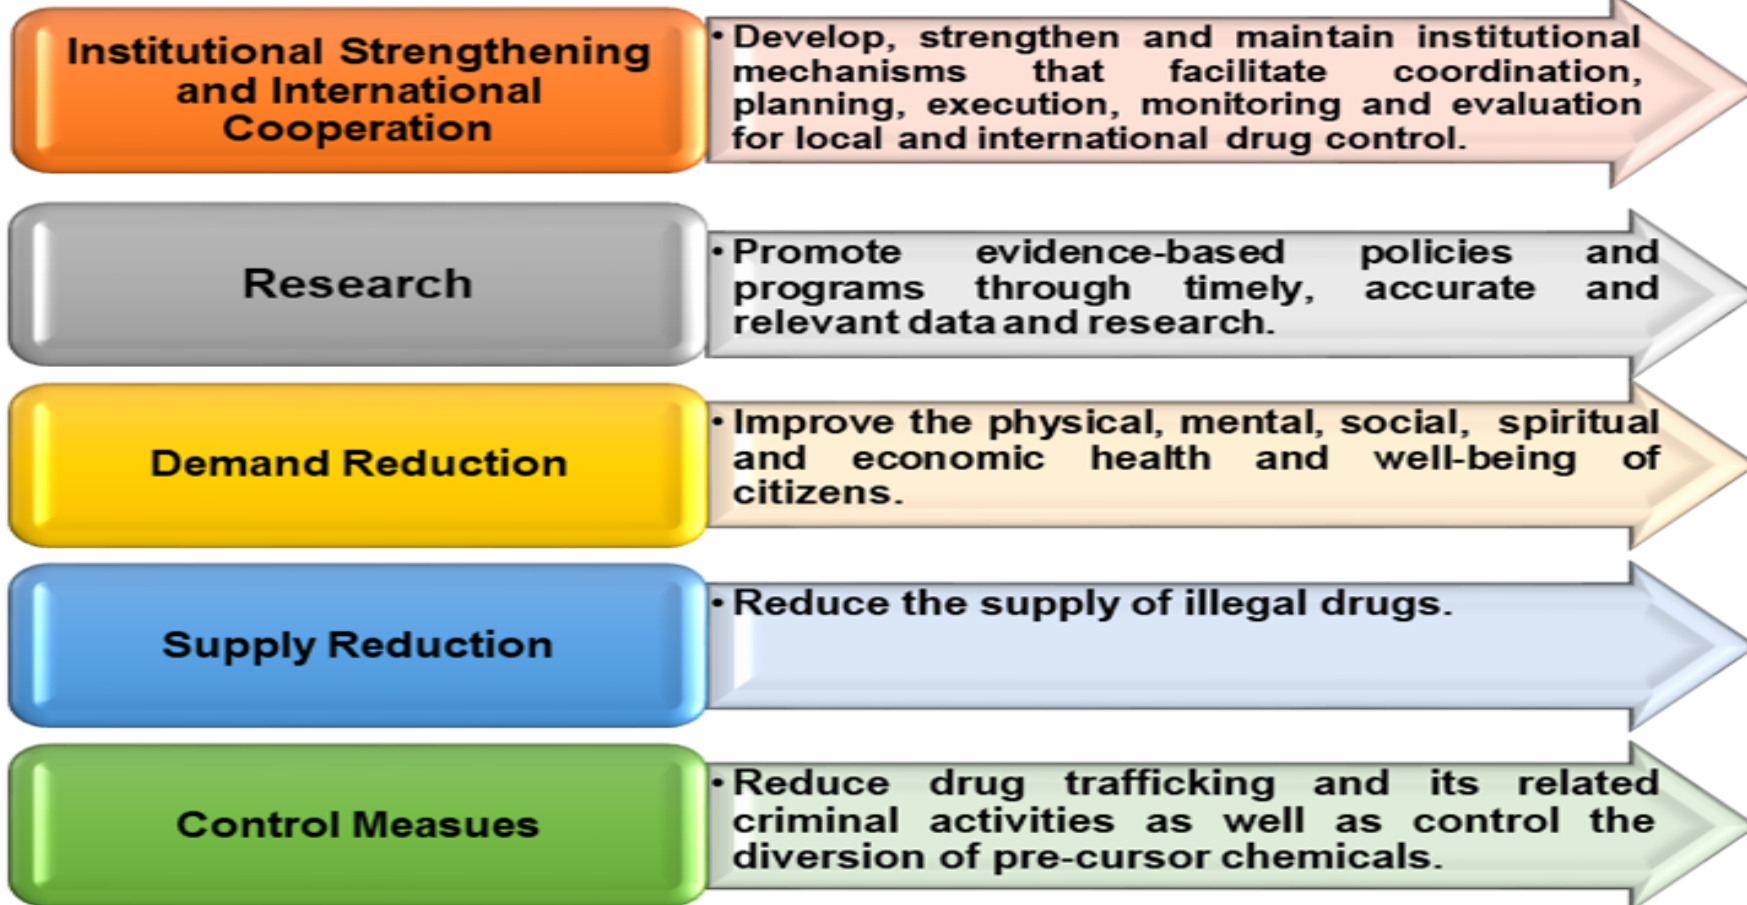 Institutional Strengthening
and International
Cooperation
• Develop, strengthen and maintain institutional
mechanisms that facilitate coordination,
planning, execution, monitoring and evaluation
for local and international drug control.
Research
• Promote evidence-based policies and
programs through timely, accurate and
relevant data and research.
Demand Reduction
• Improve the physical, mental, social, spiritual
and economic health and well-being of
citizens.
Supply Reduction
• Reduce the supply of illegal drugs.
Control Measues
• Reduce drug trafficking and its related
criminal activities as well as control the
diversion of pre-cursor chemicals.